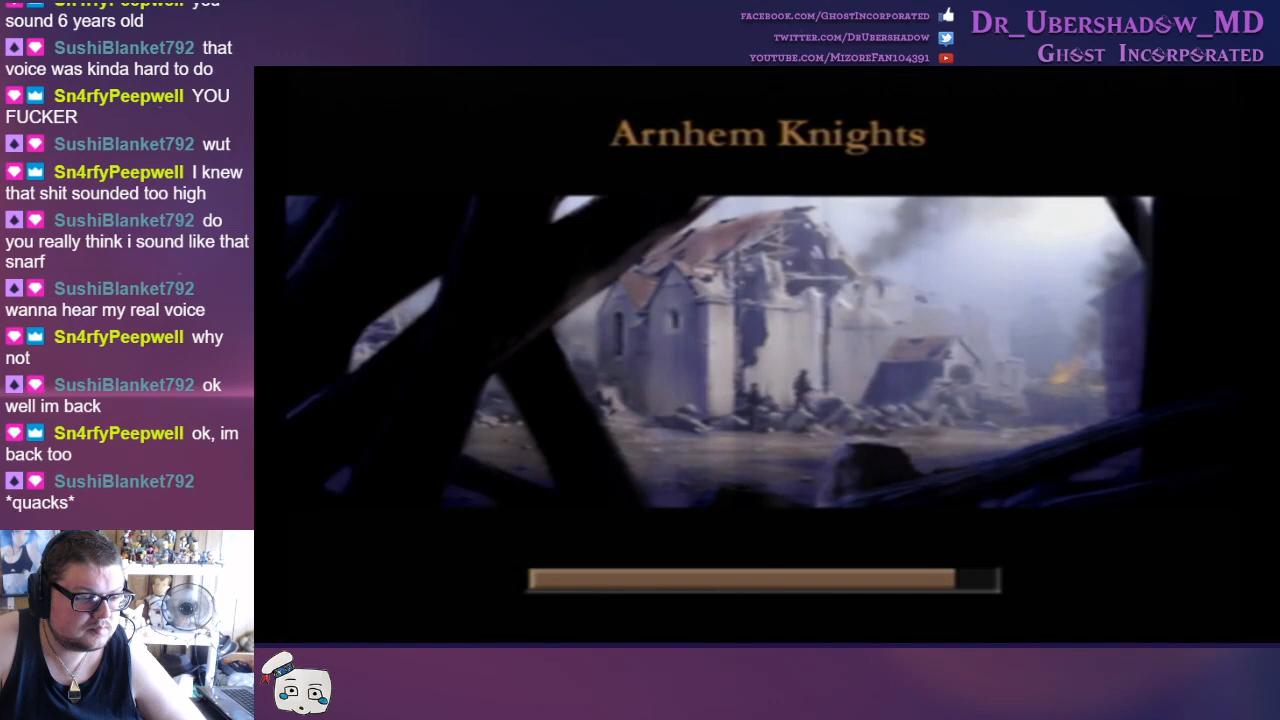 sound 6 years old
SushiBlanket792 that
voice was kinda hard to do
Sn4rfyPeepwell YOU
FUCKER
SushiBlanket792 wut
Sn4rfyPeepwell I knew
that shit sounded too high
SushiBlanket792 do
you really think i sound like that
snarf
SushiBlanket792
wanna hear my real voice
Sn4rfyPeepwell why
not
SushiBlanket792 ok
well im back
Sn4rfyPeepwell ok, im
back too
SushiBlanket792
*quacks*
facebook.com/GhostIncorporated
twitter.com/DrUbershadow
youtube.com/MizoreFan104391
Dr_Ubershadow_MD
Ghost Incorporated
Arnhem Knights